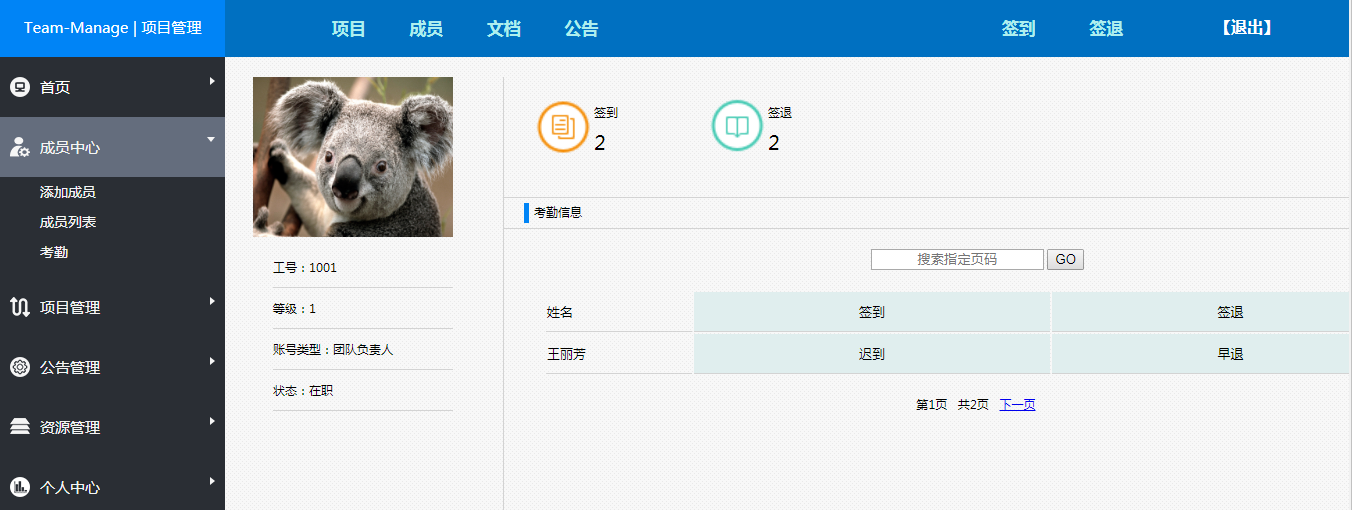 Team-Manage | 项目管理
项目 成员 文档 公告 签到 签退 【退出】
首页
成员中心
添加成员
成员列表
考勤
项目管理
公告管理
资源管理
个人中心
工号：1001
等级：1
账号类型：团队负责人
状态：在职
签到
2
签退
2
考勤信息
搜索指定页码 GO
姓名 签到 签退
王丽芳 迟到 早退
第1页 共2页 下一页